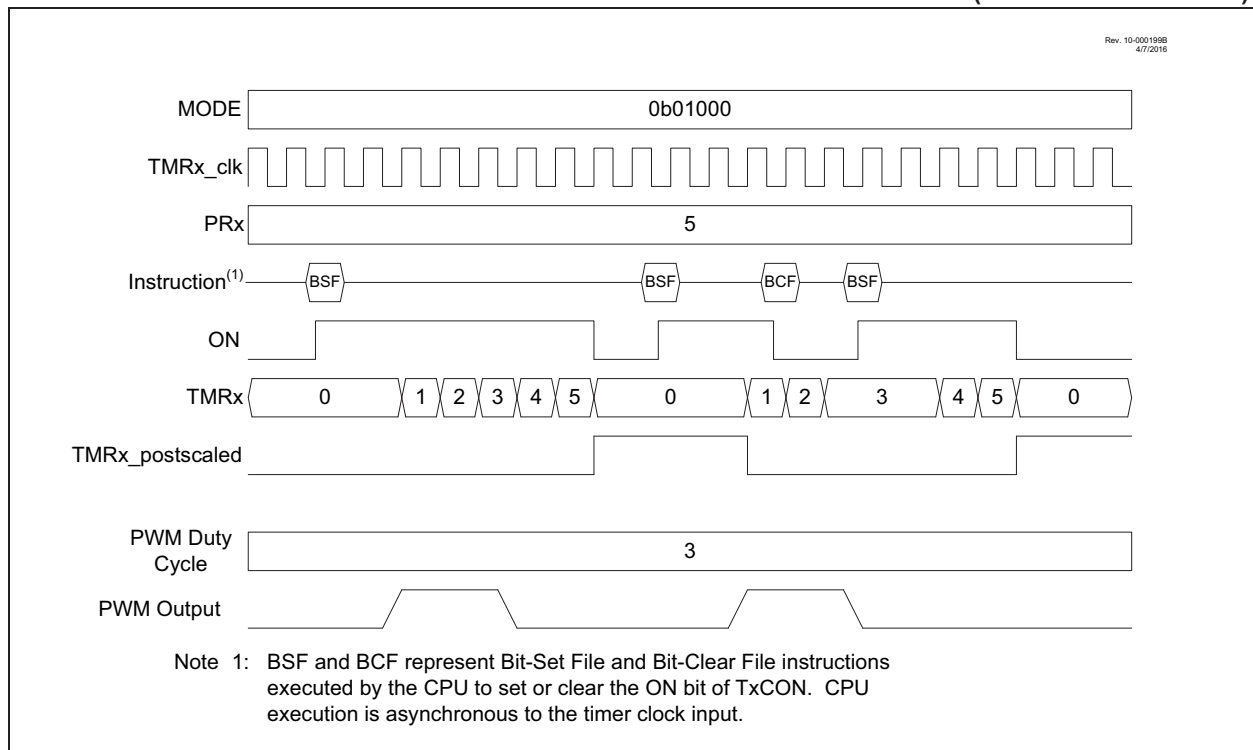 Rev. 10-000199B
4/7/2016
MODE 0b01000
TMRx_clk
PRx 5
Instruction(1) BSF BSF BCF BSF
ON
TMRx 0 1 2 3 4 5 0 1 2 3 4 5 0
TMRx_postscaled
PWM Duty
Cycle 3
PWM Output
Note 1: BSF and BCF represent Bit-Set File and Bit-Clear File instructions
executed by the CPU to set or clear the ON bit of TxCON. CPU
execution is asynchronous to the timer clock input.